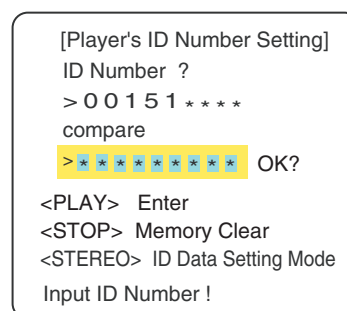 [Player's ID Number Setting]
ID Number ?
>00151****
compare
>********* OK?
<PLAY> Enter
<STOP> Memory Clear
<STEREO> ID Data Setting Mode
Input ID Number !